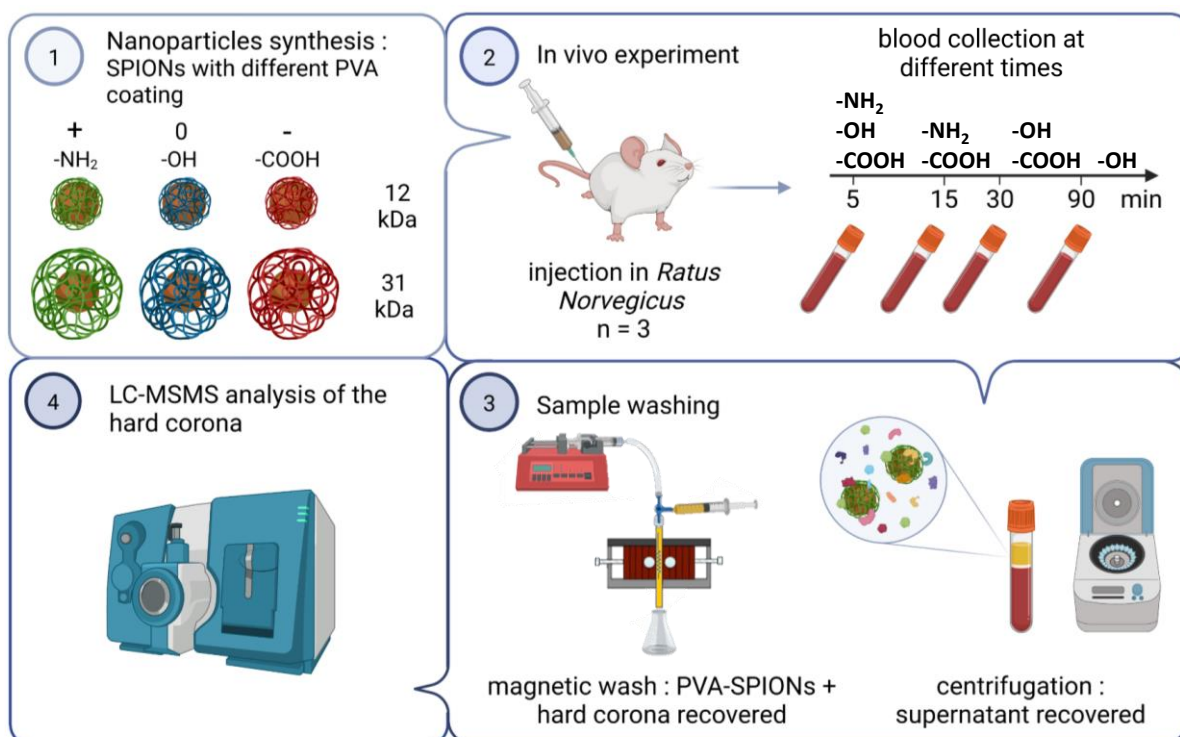 1
Nanoparticles synthesis :
SPIONs with different PVA
coating
+ 0 -
-NH₂ -OH -COOH
12
kDa
31
kDa
2
In vivo experiment
injection in Ratus
Norvegicus
n = 3
blood collection at
different times
-NH₂
-OH -NH₂ -OH
-COOH -COOH -COOH -OH
5 15 30 90 min
3
Sample washing
magnetic wash : PVA-SPIONs +
hard corona recovered
centrifugation :
supernatant recovered
4
LC-MSMS analysis of the
hard corona